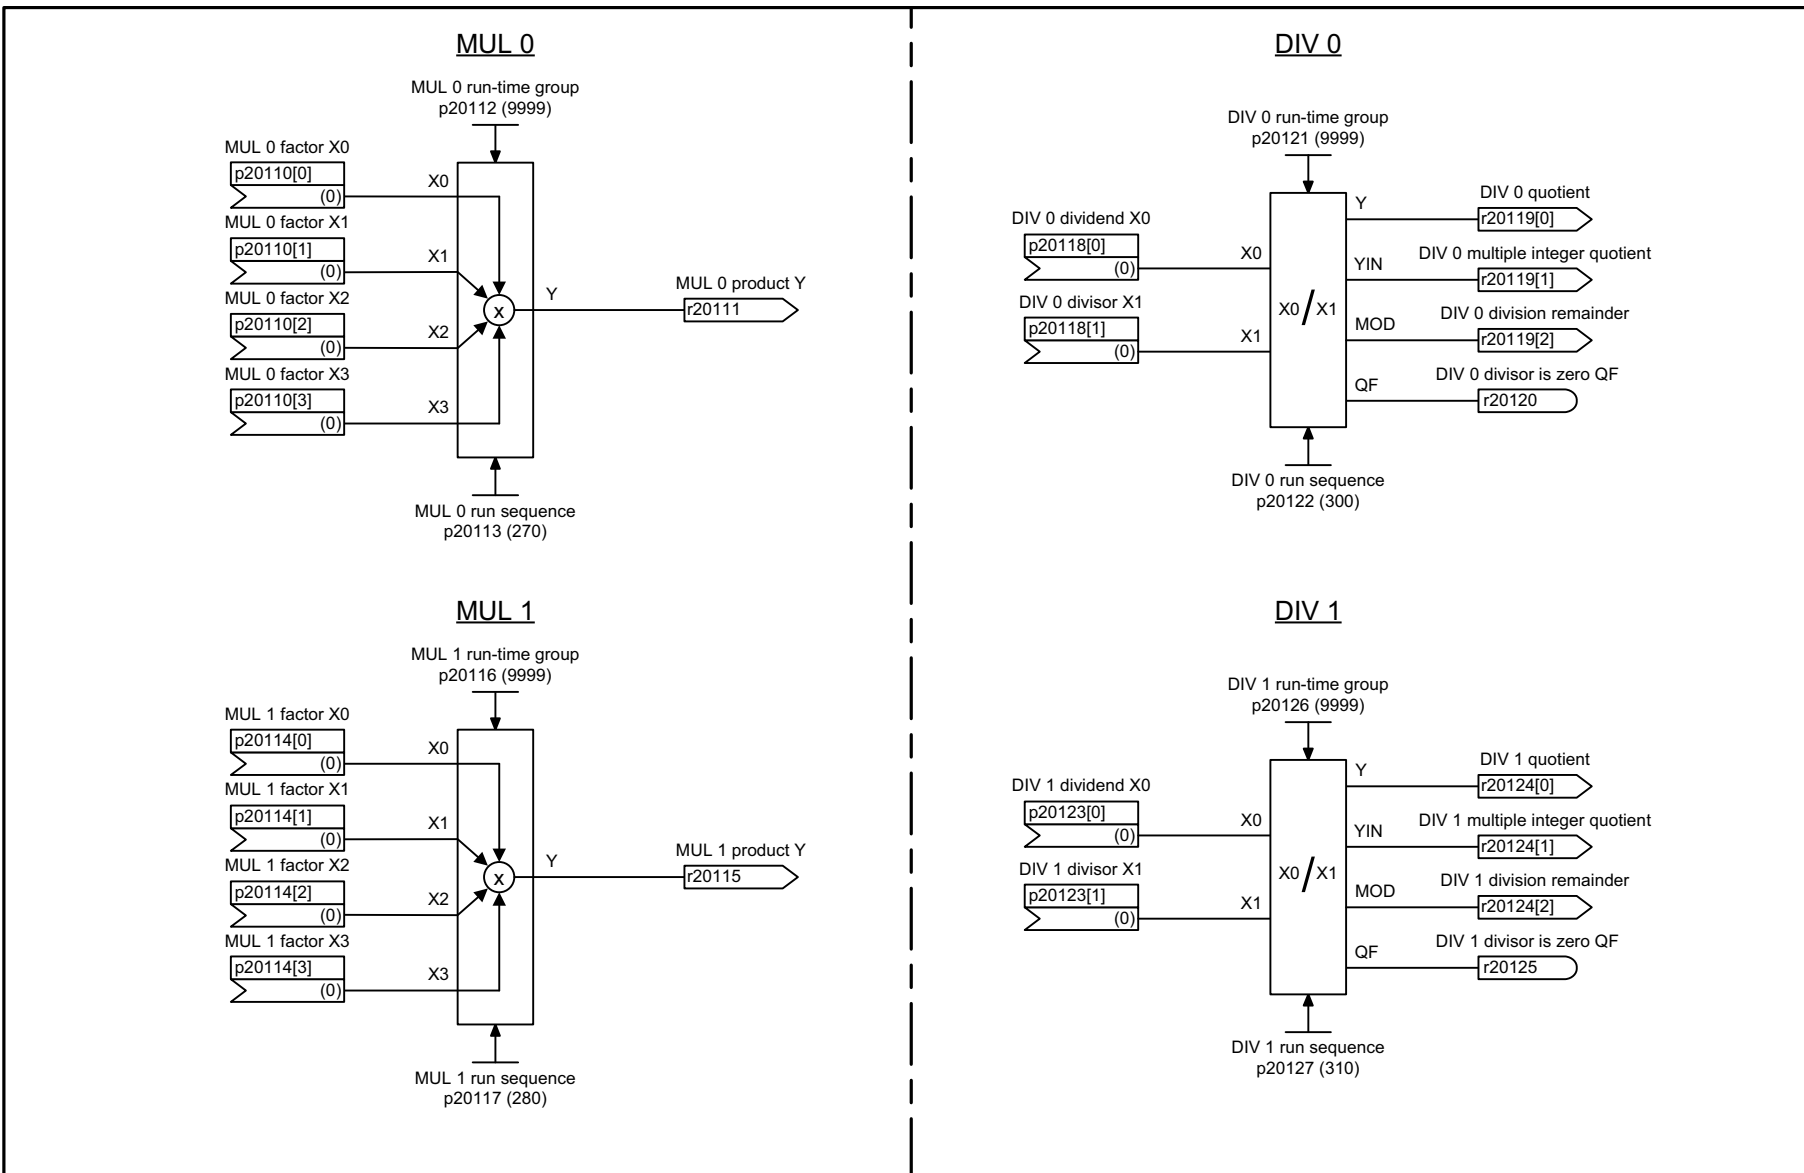 MUL 0
MUL 0 run-time group
p20112 (9999)
MUL 0 factor X0
p20110[0]
(0)
X0
MUL 0 factor X1
p20110[1]
(0)
X1
MUL 0 factor X2
p20110[2]
(0)
X2
MUL 0 factor X3
p20110[3]
(0)
X3
x
Y
MUL 0 product Y
r20111
MUL 0 run sequence
p20113 (270)
MUL 1
MUL 1 run-time group
p20116 (9999)
MUL 1 factor X0
p20114[0]
(0)
X0
MUL 1 factor X1
p20114[1]
(0)
X1
MUL 1 factor X2
p20114[2]
(0)
X2
MUL 1 factor X3
p20114[3]
(0)
X3
x
Y
MUL 1 product Y
r20115
MUL 1 run sequence
p20117 (280)
DIV 0
DIV 0 run-time group
p20121 (9999)
DIV 0 dividend X0
p20118[0]
(0)
X0
DIV 0 divisor X1
p20118[1]
(0)
X1
X0/X1
Y
DIV 0 quotient
r20119[0]
YIN
DIV 0 multiple integer quotient
r20119[1]
MOD
DIV 0 division remainder
r20119[2]
QF
DIV 0 divisor is zero QF
r20120
DIV 0 run sequence
p20122 (300)
DIV 1
DIV 1 run-time group
p20126 (9999)
DIV 1 dividend X0
p20123[0]
(0)
X0
DIV 1 divisor X1
p20123[1]
(0)
X1
X0/X1
Y
DIV 1 quotient
r20124[0]
YIN
DIV 1 multiple integer quotient
r20124[1]
MOD
DIV 1 division remainder
r20124[2]
QF
DIV 1 divisor is zero QF
r20125
DIV 1 run sequence
p20127 (310)